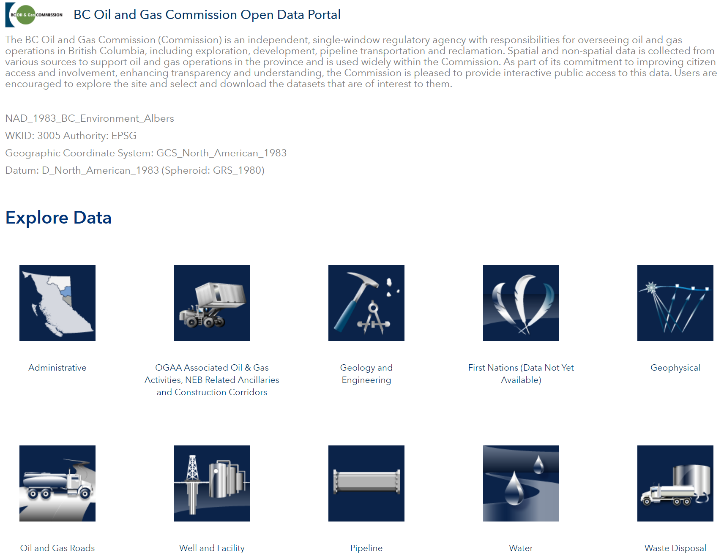 BC OIL & GAS COMMISSION
BC Oil and Gas Commission Open Data Portal
The BC Oil and Gas Commission (Commission) is an independent, single-window regulatory agency with responsibilities for overseeing oil and gas
operations in British Columbia, including exploration, development, pipeline transportation and reclamation. Spatial and non-spatial data is collected from
various sources to support oil and gas operations in the province and is used widely within the Commission. As part of its commitment to improving citizen
access and involvement, enhancing transparency and understanding, the Commission is pleased to provide interactive public access to this data. Users are
encouraged to explore the site and select and download the datasets that are of interest to them.
NAD_1983_BC_Environment_Albers
WKID: 3005 Authority: EPSG
Geographic Coordinate System: GCS_North_American_1983
Datum: D_North_American_1983 (Spheroid: GRS_1980)
Explore Data
Administrative
OGAA Associated Oil & Gas
Activities, NEB Related Ancillaries
and Construction Corridors
Geology and
Engineering
First Nations (Data Not Yet
Available)
Geophysical
Oil and Gas Roads
Well and Facility
Pipeline
Water
Waste Disposal